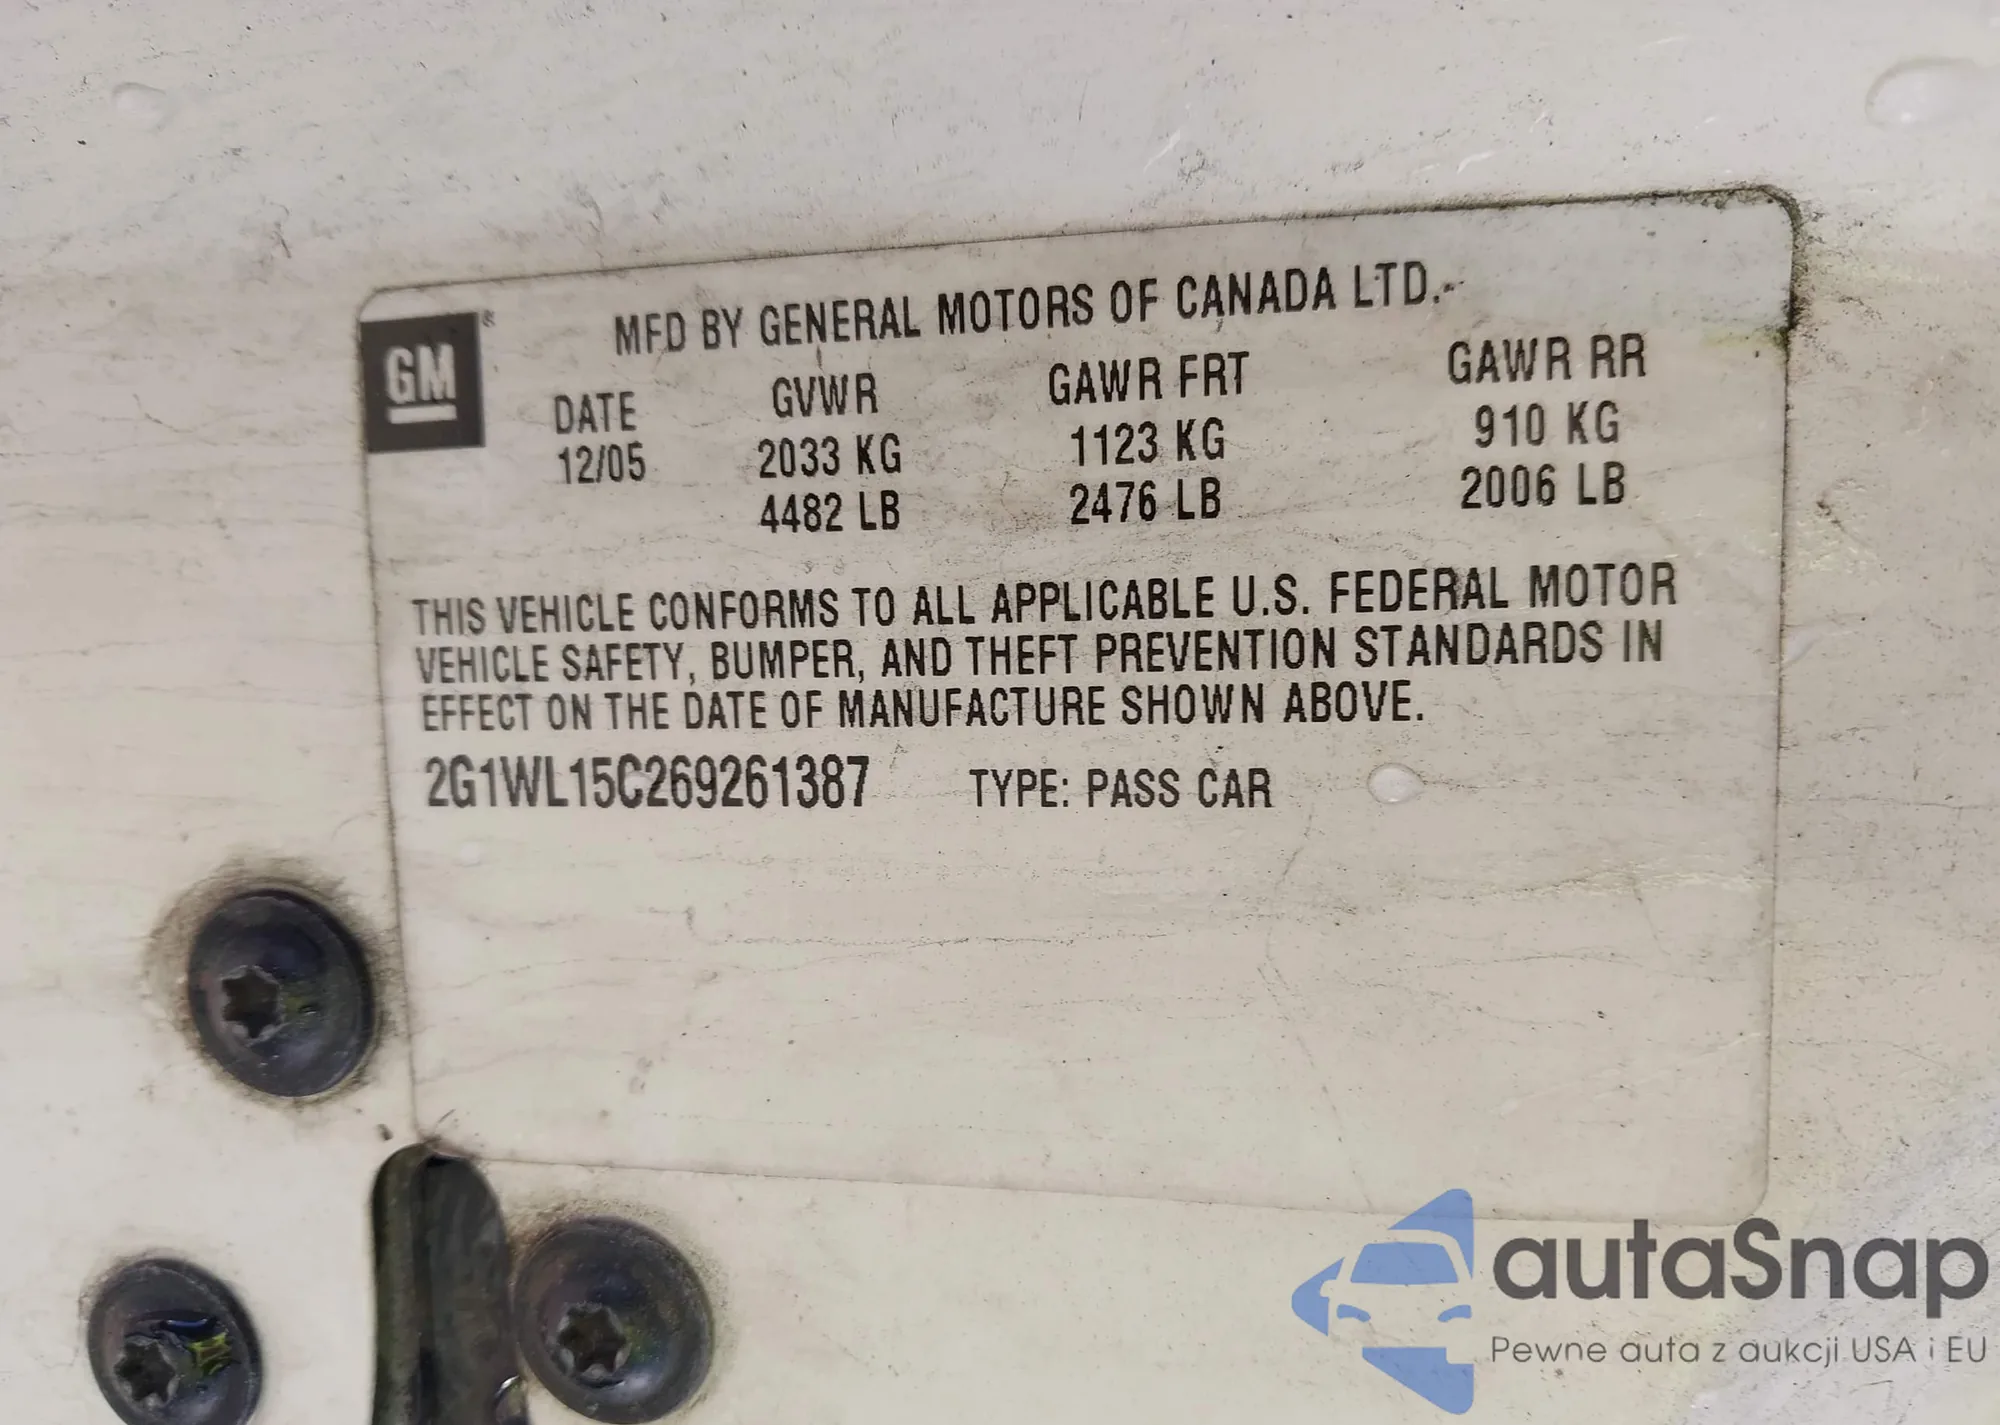 GM®
MFD BY GENERAL MOTORS OF CANADA LTD.
DATE GVWR GAWR FRT GAWR RR
12/05 2033 KG 1123 KG 910 KG
4482 LB 2476 LB 2006 LB
THIS VEHICLE CONFORMS TO ALL APPLICABLE U.S. FEDERAL MOTOR
VEHICLE SAFETY, BUMPER, AND THEFT PREVENTION STANDARDS IN
EFFECT ON THE DATE OF MANUFACTURE SHOWN ABOVE.
2G1WL15C269261387 TYPE: PASS CAR
autaSnap
Pewne auta z aukcji USA i EU